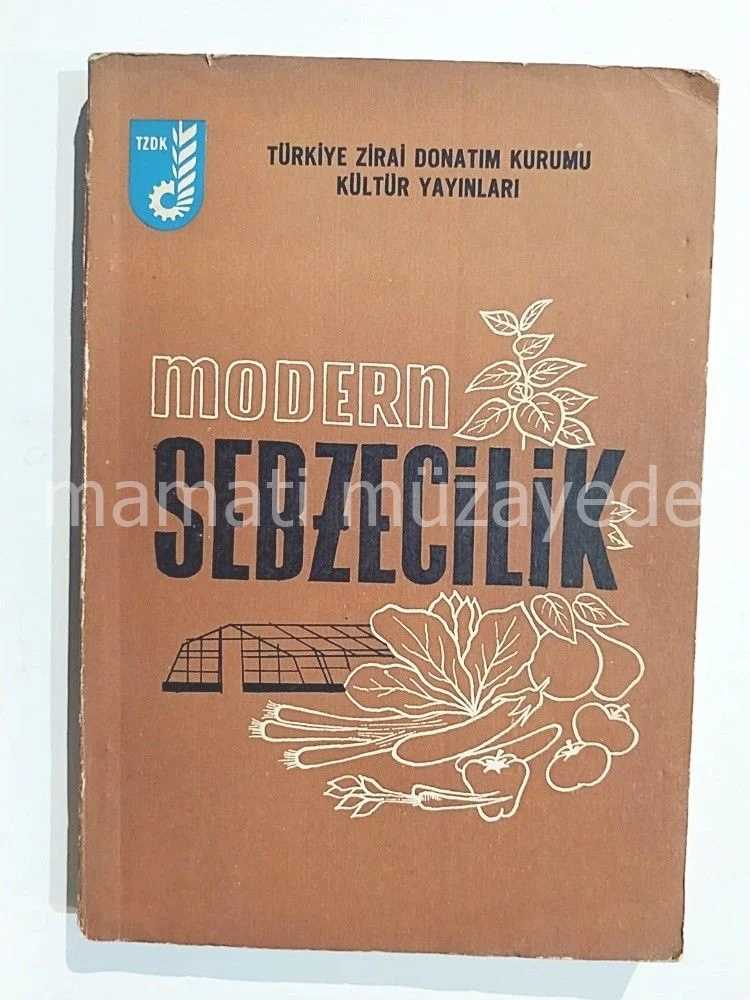 TZDK
TÜRKİYE ZİRAİ DONATIM KURUMU
KÜLTÜR YAYINLARI
MODERN
SEBZECİLİK
mamati müzayede